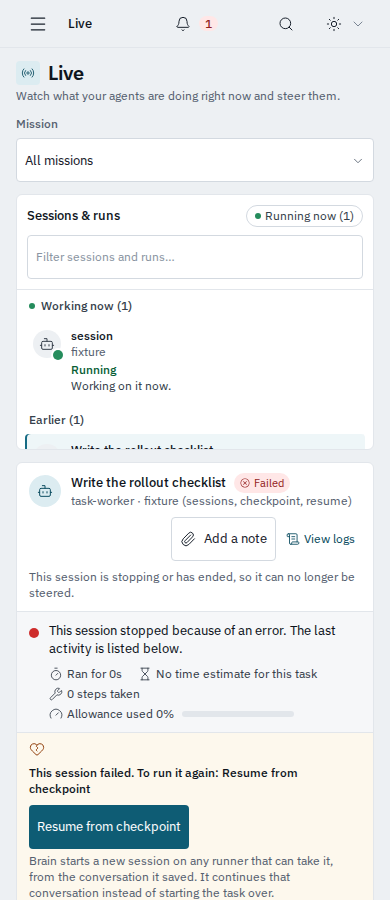 Live
1
Live
Watch what your agents are doing right now and steer them.
Mission
All missions
Sessions & runs
Running now (1)
Filter sessions and runs...
Working now (1)
session
fixture
Running
Working on it now.
Earlier (1)
Write the rollout checklist
Write the rollout checklist
Failed
task-worker · fixture (sessions, checkpoint, resume)
Add a note
View logs
This session is stopping or has ended, so it can no longer be
steered.
This session stopped because of an error. The last
activity is listed below.
Ran for 0s
No time estimate for this task
0 steps taken
Allowance used 0%
This session failed. To run it again: Resume from
checkpoint
Resume from checkpoint
Brain starts a new session on any runner that can take it,
from the conversation it saved. It continues that
conversation instead of starting the task over.